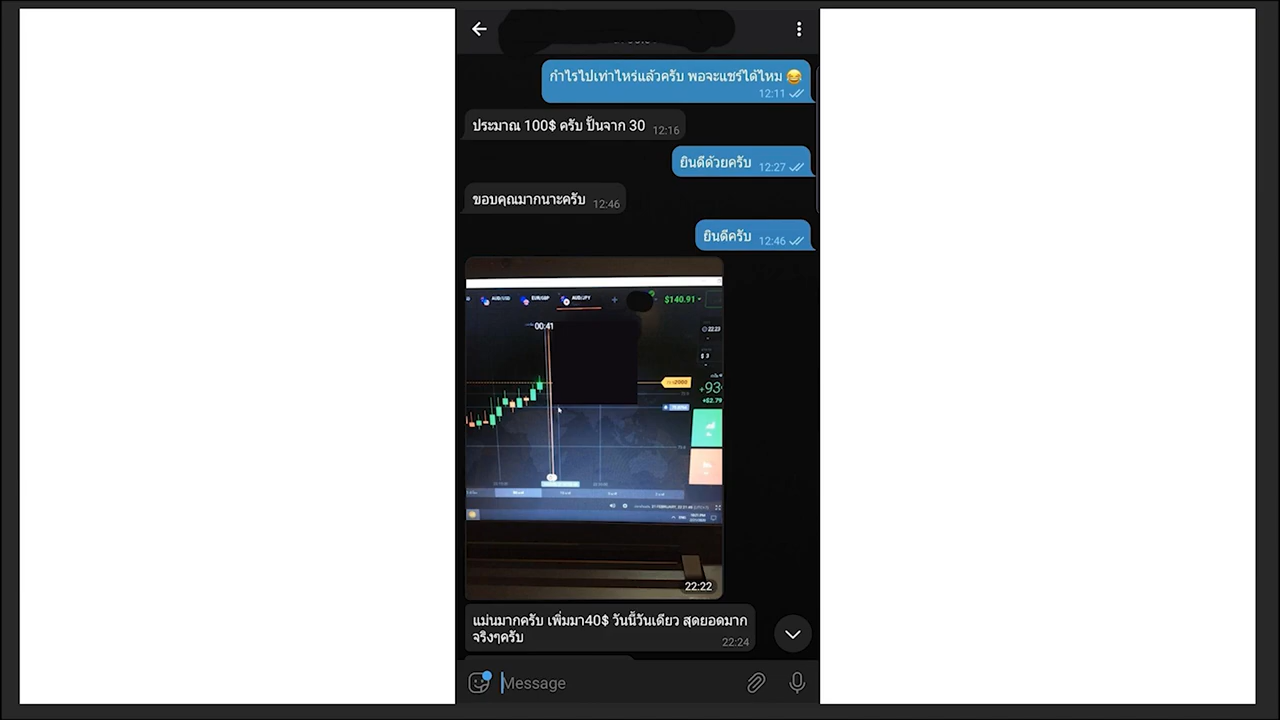 กำไรไปเท่าไหร่แล้วครับ พอจะแชร์ได้ไหม 😂
12:11
ประมาณ 100$ ครับ ปั้นจาก 30
12:16
ยินดีด้วยครับ
12:27
ขอบคุณมากนาะครับ
12:46
ยินดีครับ
12:46
AUD/USD
EUR/GBP
AUD/JPY
+
$140.91
00:41
22:23
$ 3
+93
+$2.79
22:22
แม่นมากครับ เพิ่มมา40$ วันนี้วันเดียว สุดยอดมาก
จริงๆครับ
22:24
Message